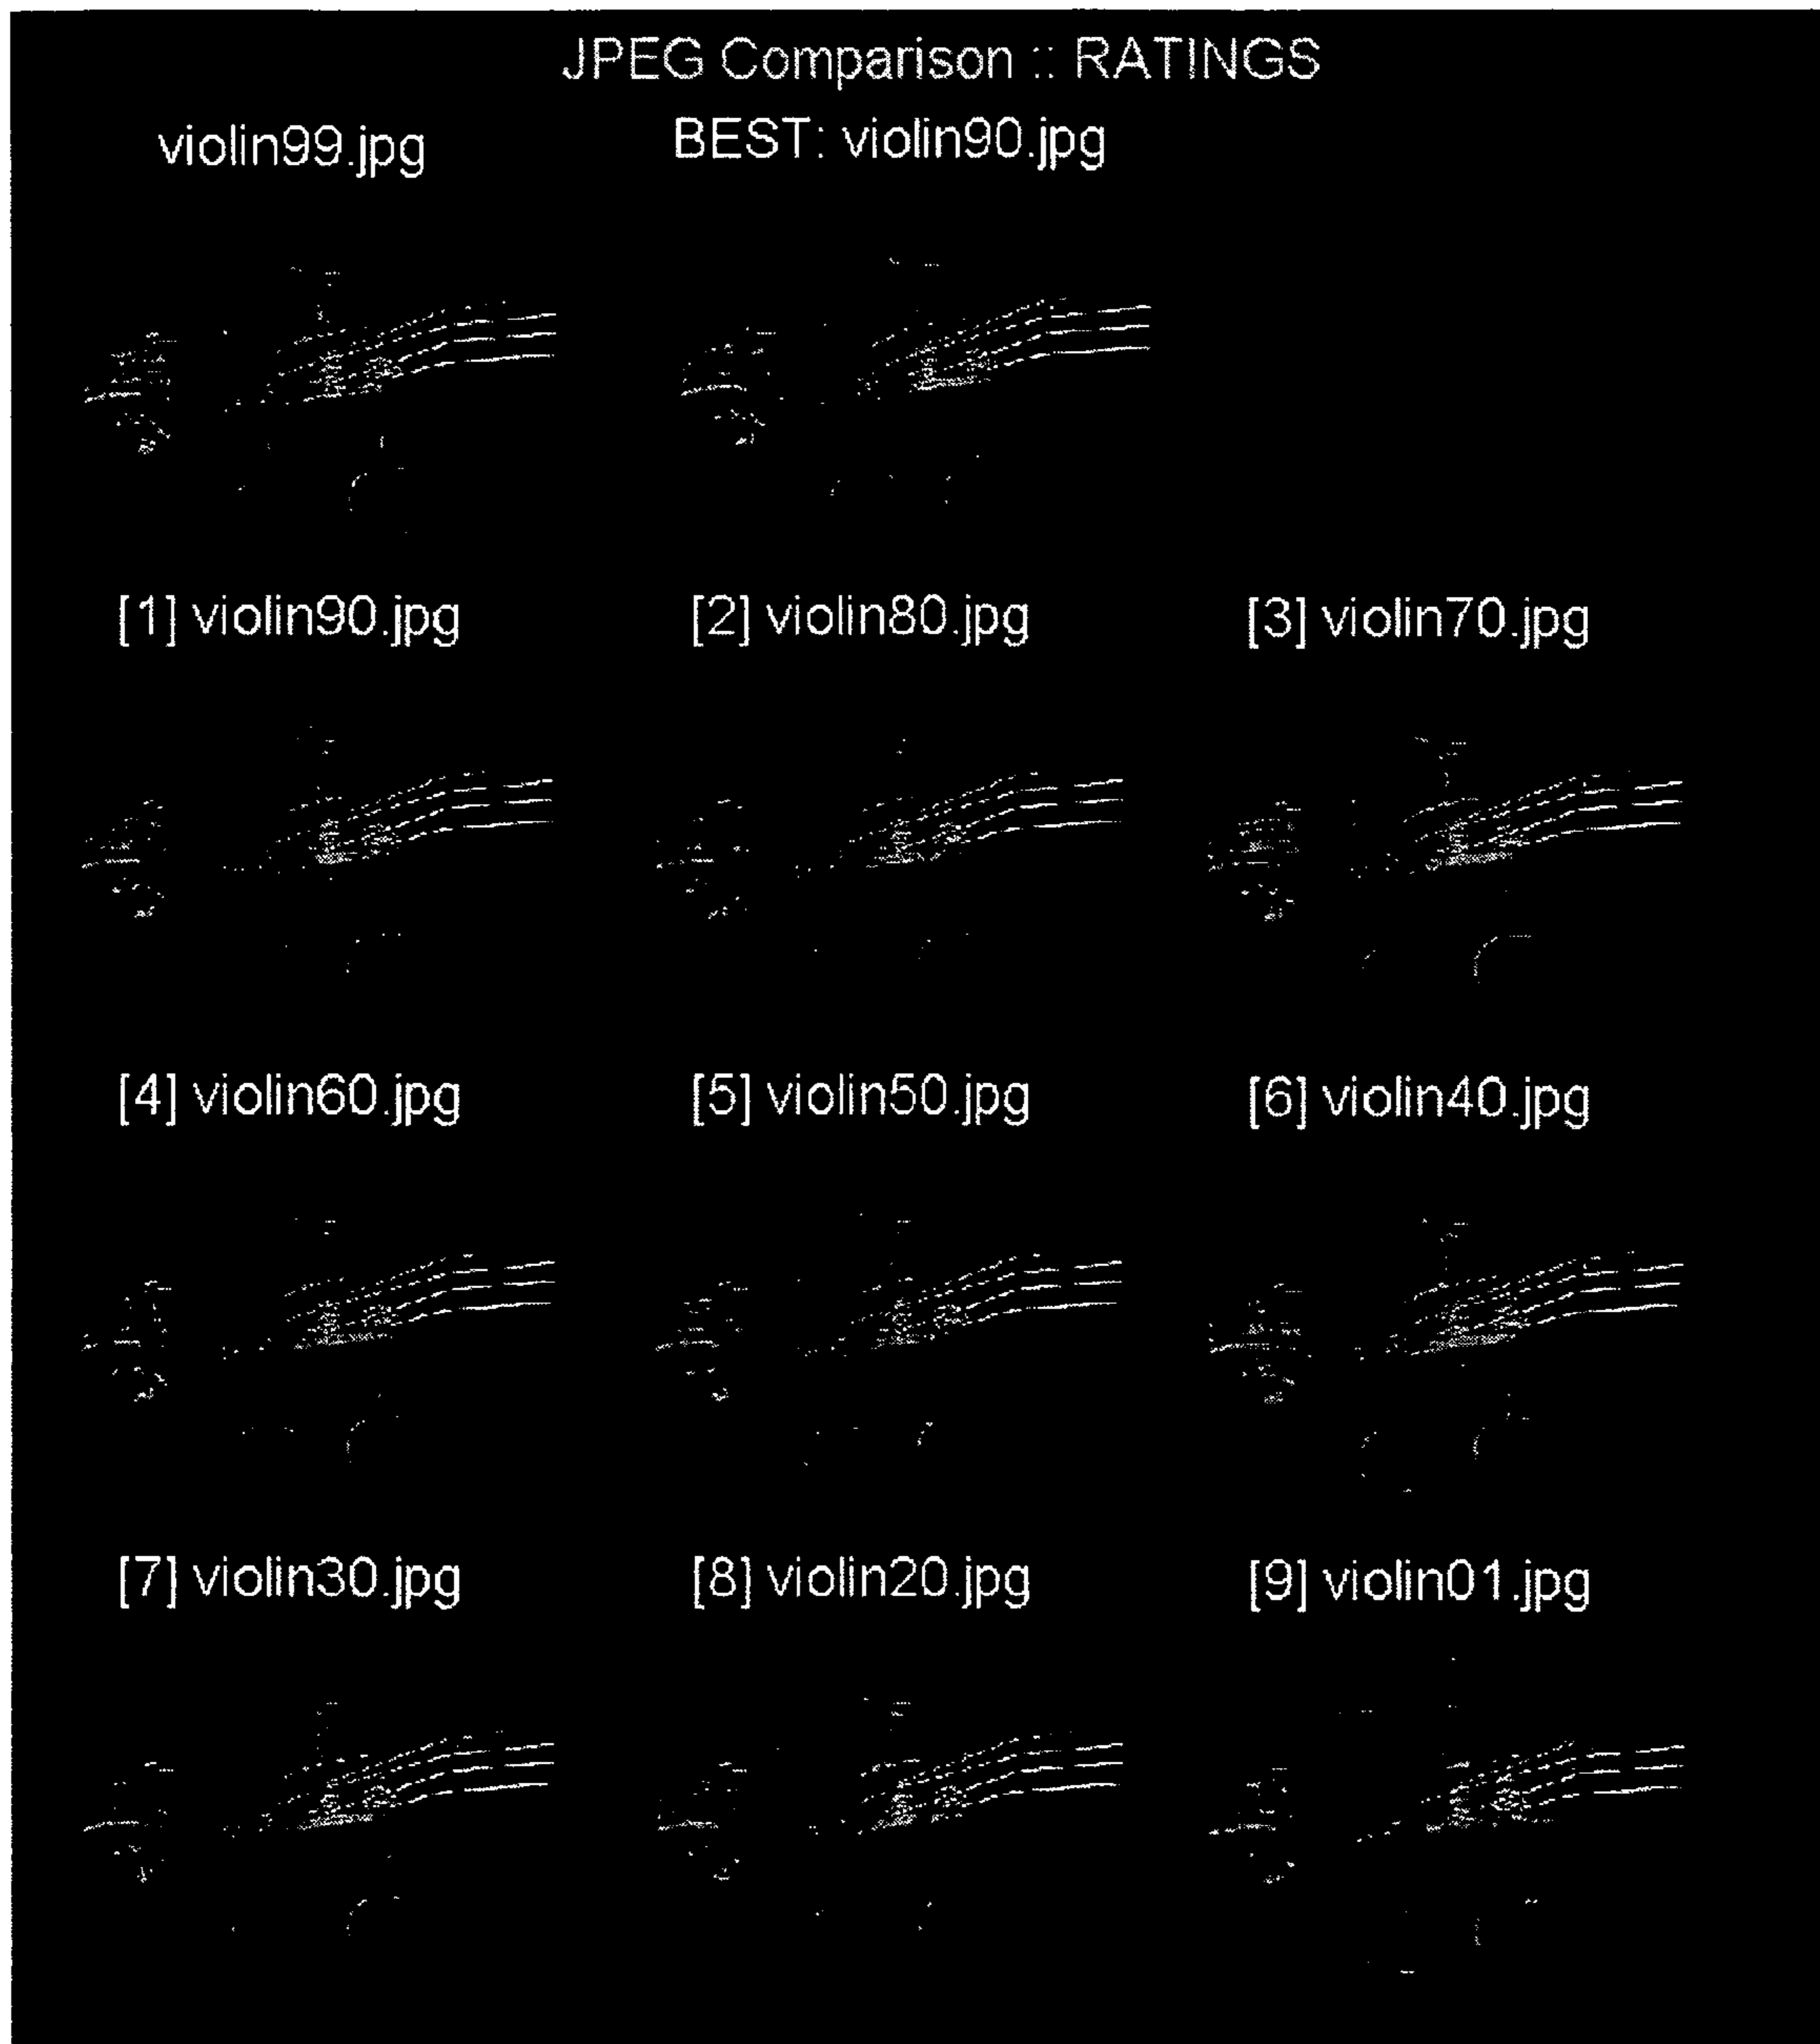 JPEG Comparison :: RATINGS
violin99.jpg
BEST: violin90.jpg
[1] violin90.jpg
[2] violin80.jpg
[3] violin70.jpg
[4] violin60.jpg
[5] violin50.jpg
[6] violin40.jpg
[7] violin30.jpg
[8] violin20.jpg
[9] violin01.jpg